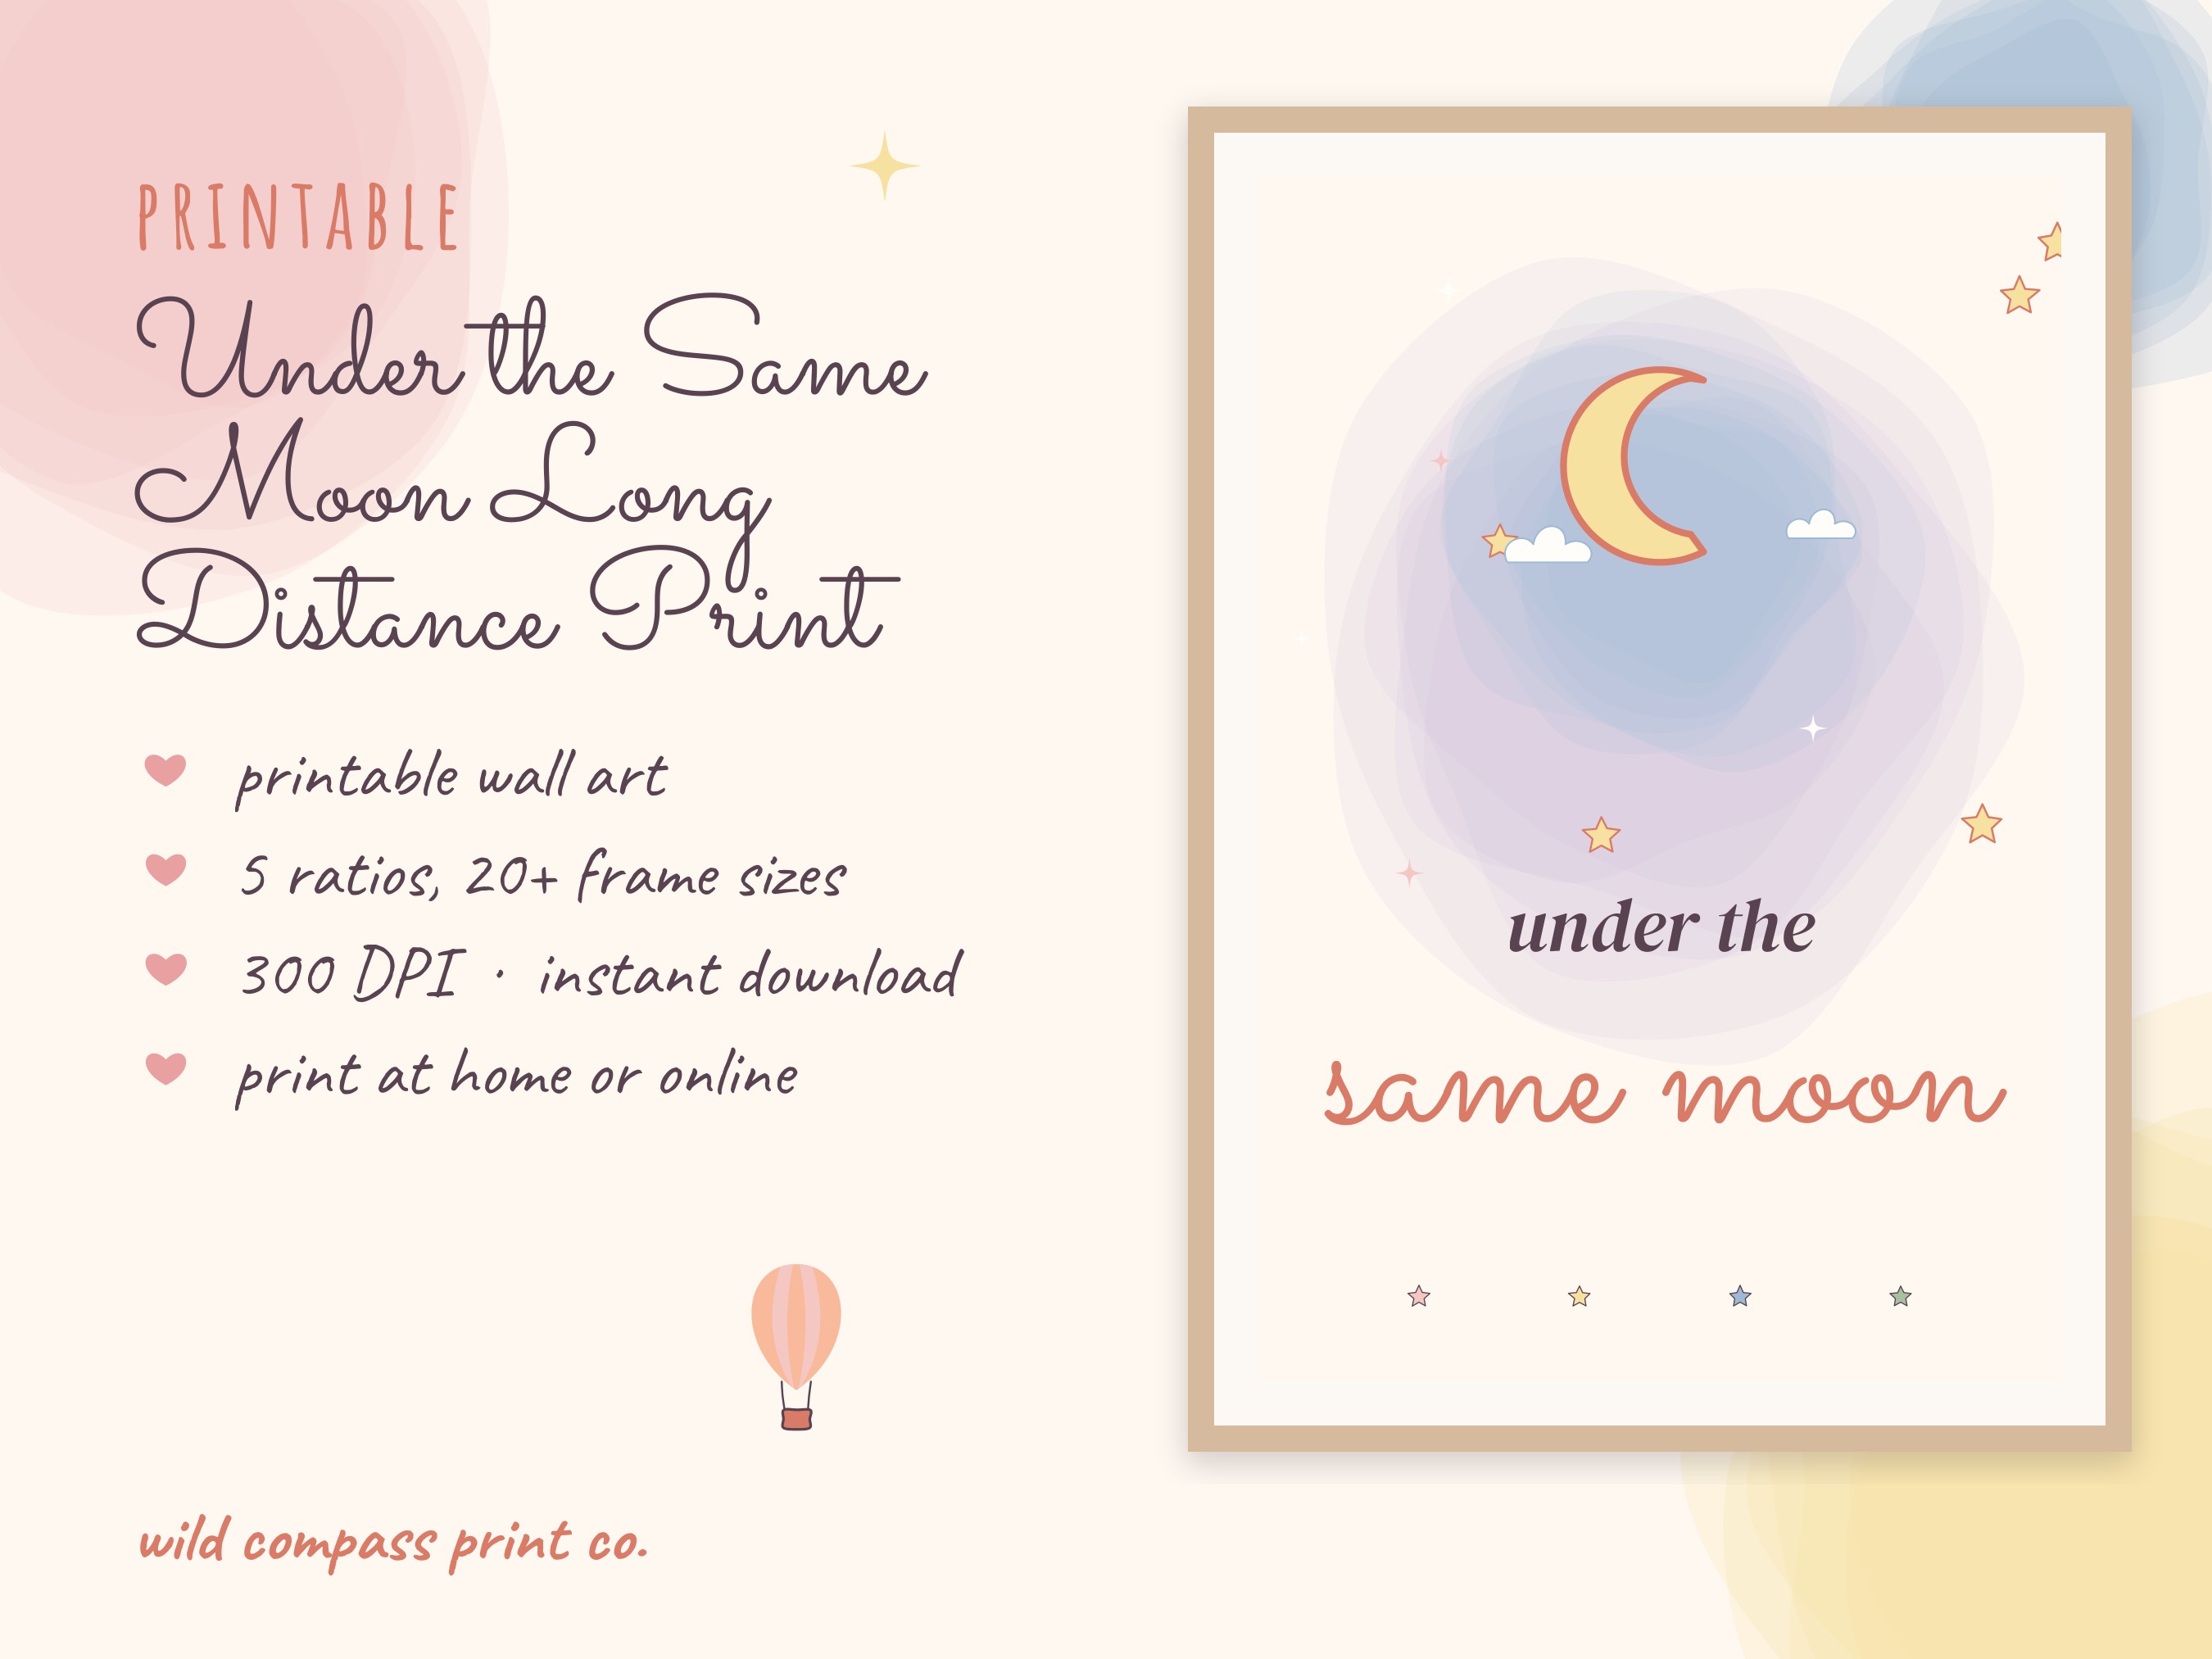 PRINTABLE
Under the Same
Moon Long
Distance Print
printable wall art
5 ratios, 20+ frame sizes
300 DPI · instant download
print at home or online
wild compass print co.
under the
same moon